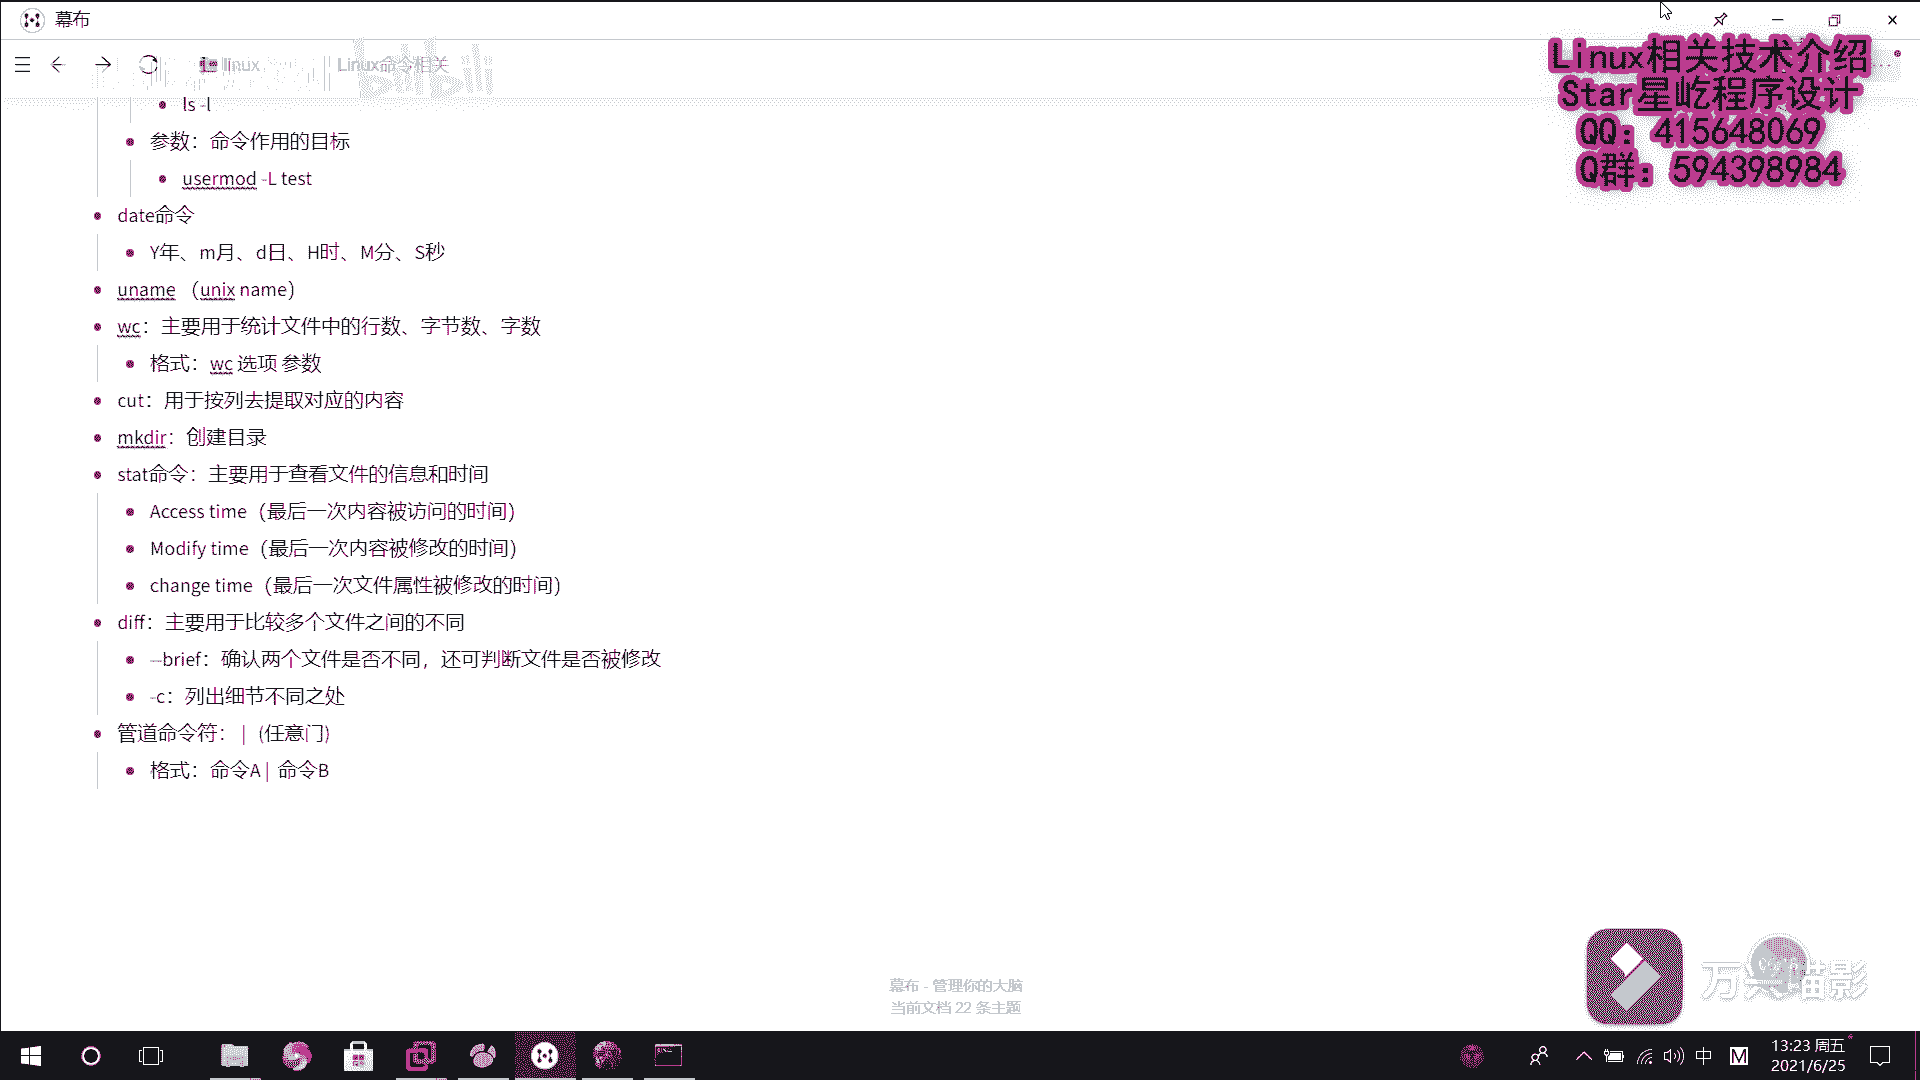 幕布
linux
Linux命令相关
bilibili
Linux相关技术介绍
Star星屹程序设计
QQ：415648069
Q群：594398984
ls -l
参数：命令作用的目标
usermod -L test
date命令
Y年、m月、d日、H时、M分、S秒
uname （unix name）
wc：主要用于统计文件中的行数、字节数、字数
格式：wc 选项 参数
cut：用于按列去提取对应的内容
mkdir：创建目录
stat命令：主要用于查看文件的信息和时间
Access time（最后一次内容被访问的时间）
Modify time（最后一次内容被修改的时间）
change time（最后一次文件属性被修改的时间）
diff：主要用于比较多个文件之间的不同
--brief：确认两个文件是否不同，还可判断文件是否被修改
-c：列出细节不同之处
管道命令符：｜（任意门）
格式：命令A | 命令B
万兴喵影
幕布 - 管理你的大脑
当前文档 22 条主题
中
M
13:23 周五
2021/6/25